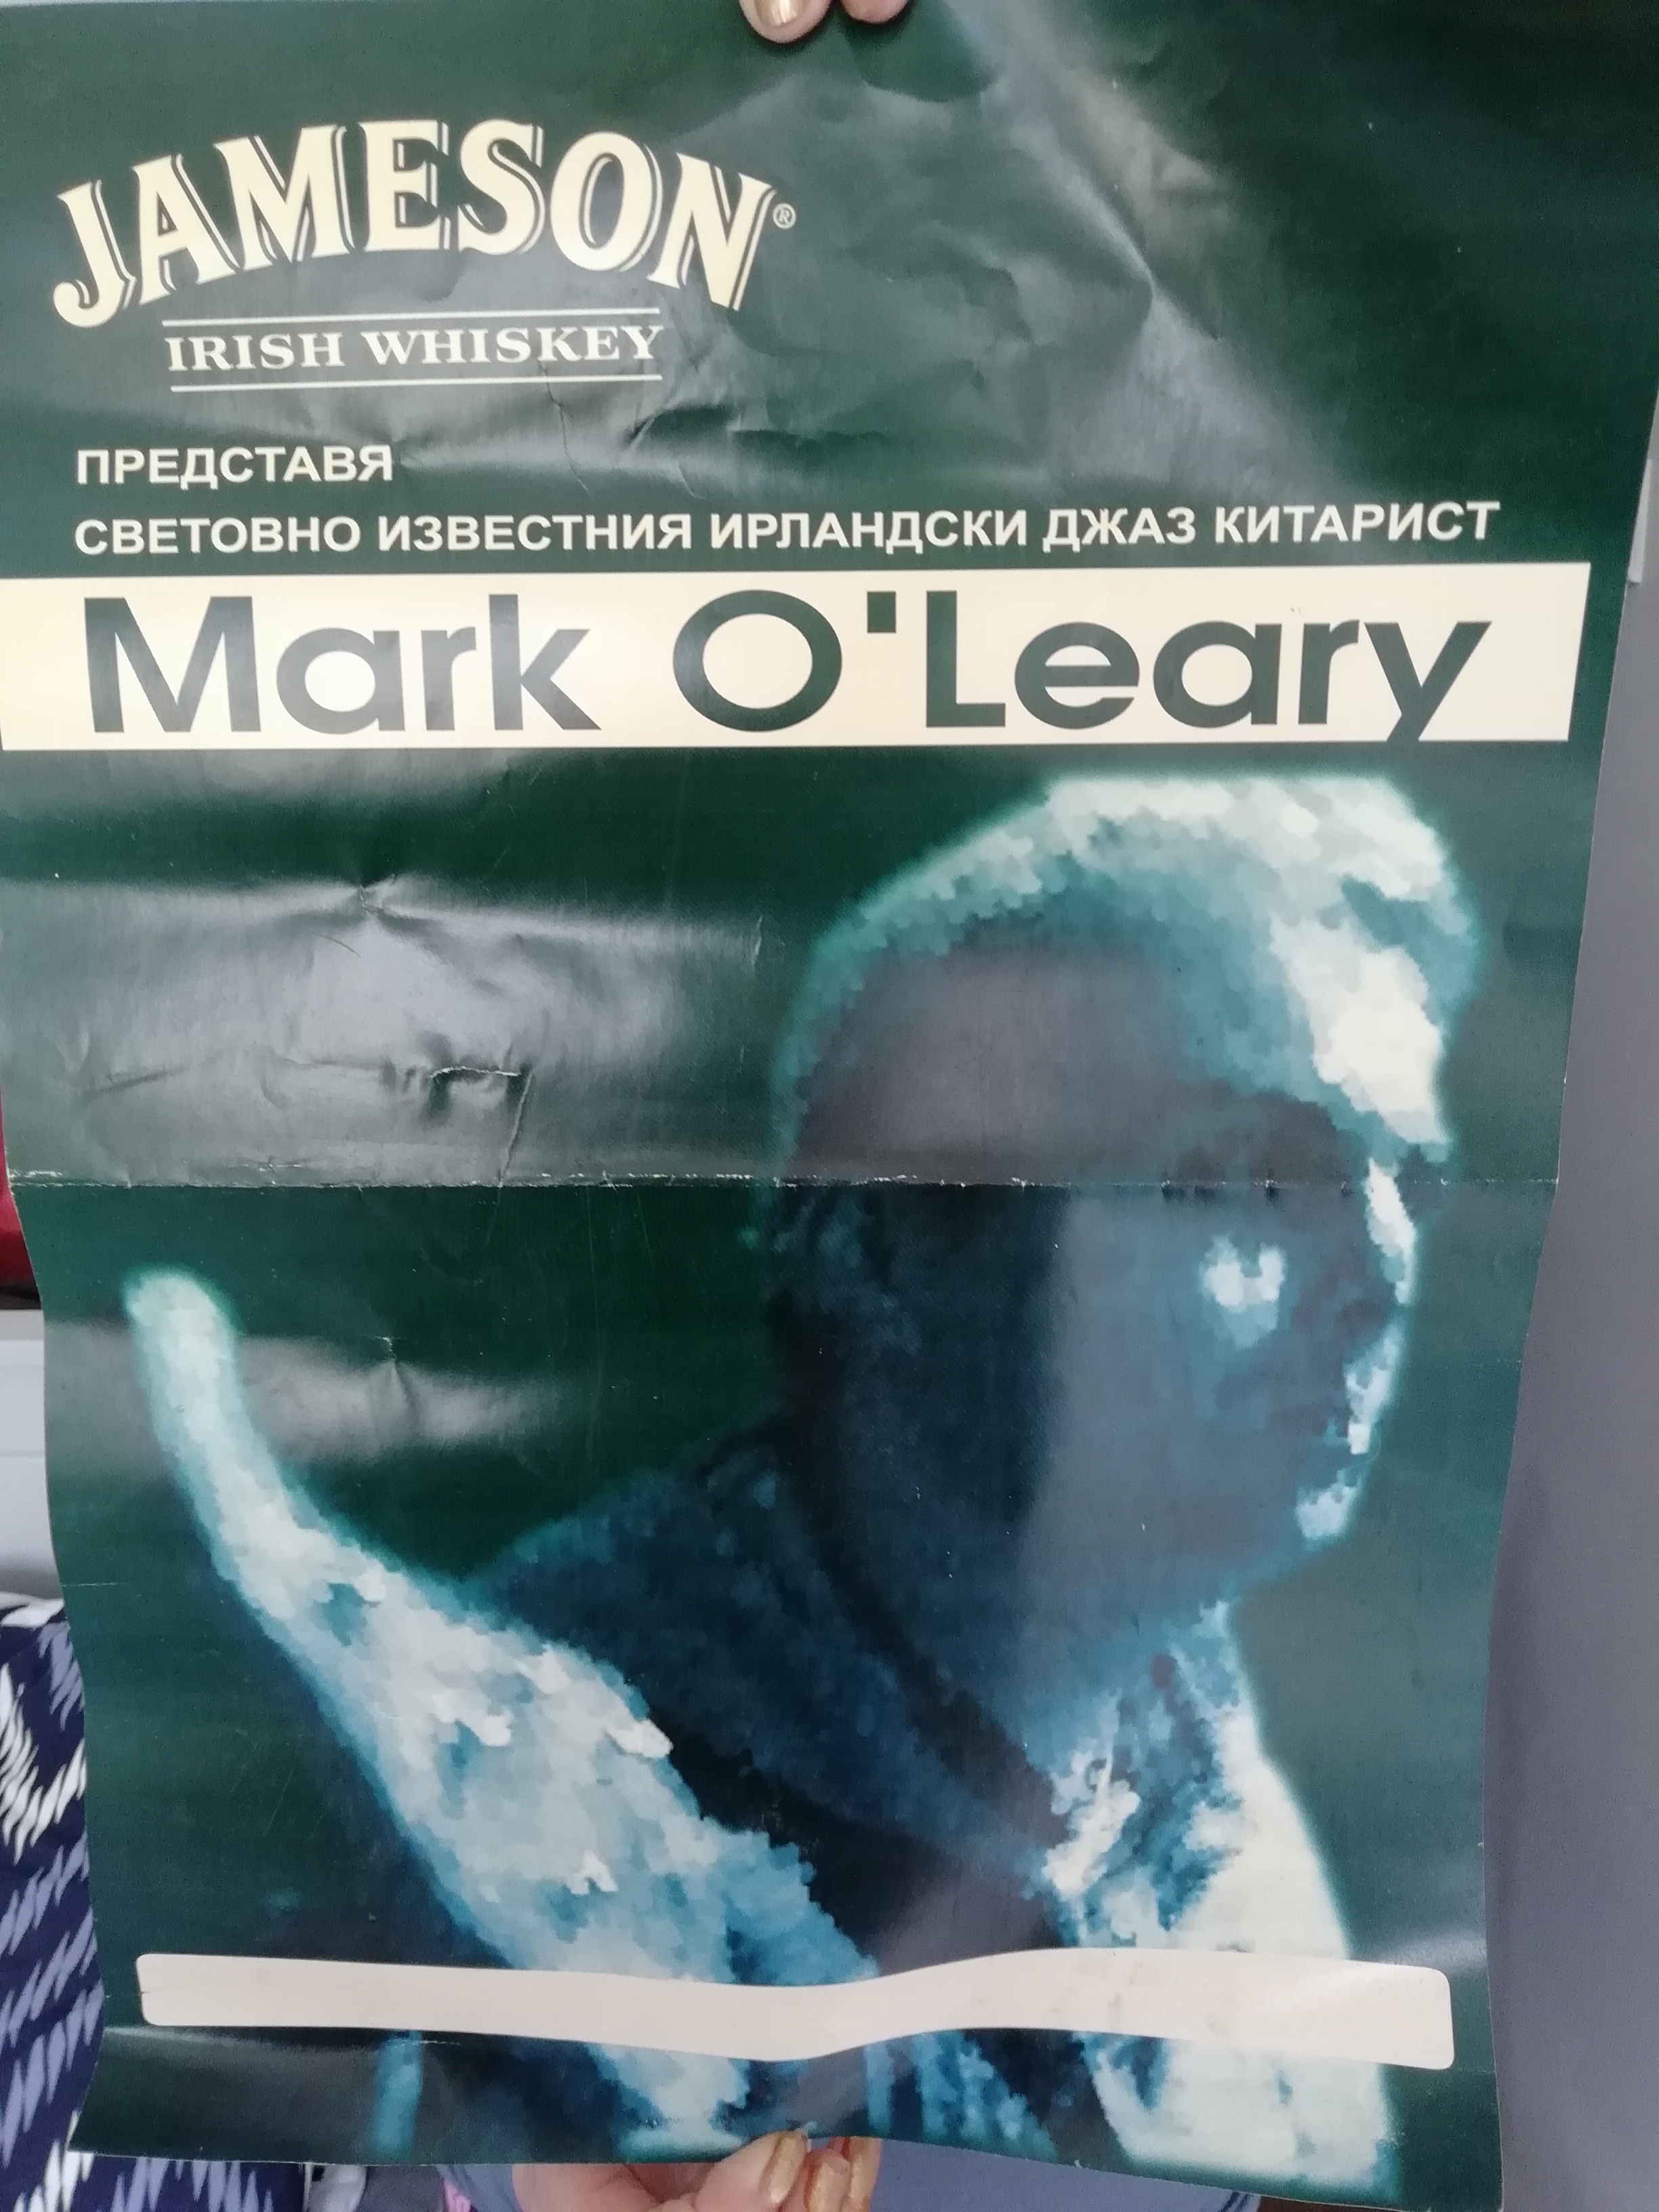 JAMESON®
IRISH WHISKEY
ПРЕДСТАВЯ
СВЕТОВНО ИЗВЕСТНИЯ ИРЛАНДСКИ ДЖАЗ КИТАРИСТ
Mark O'Leary